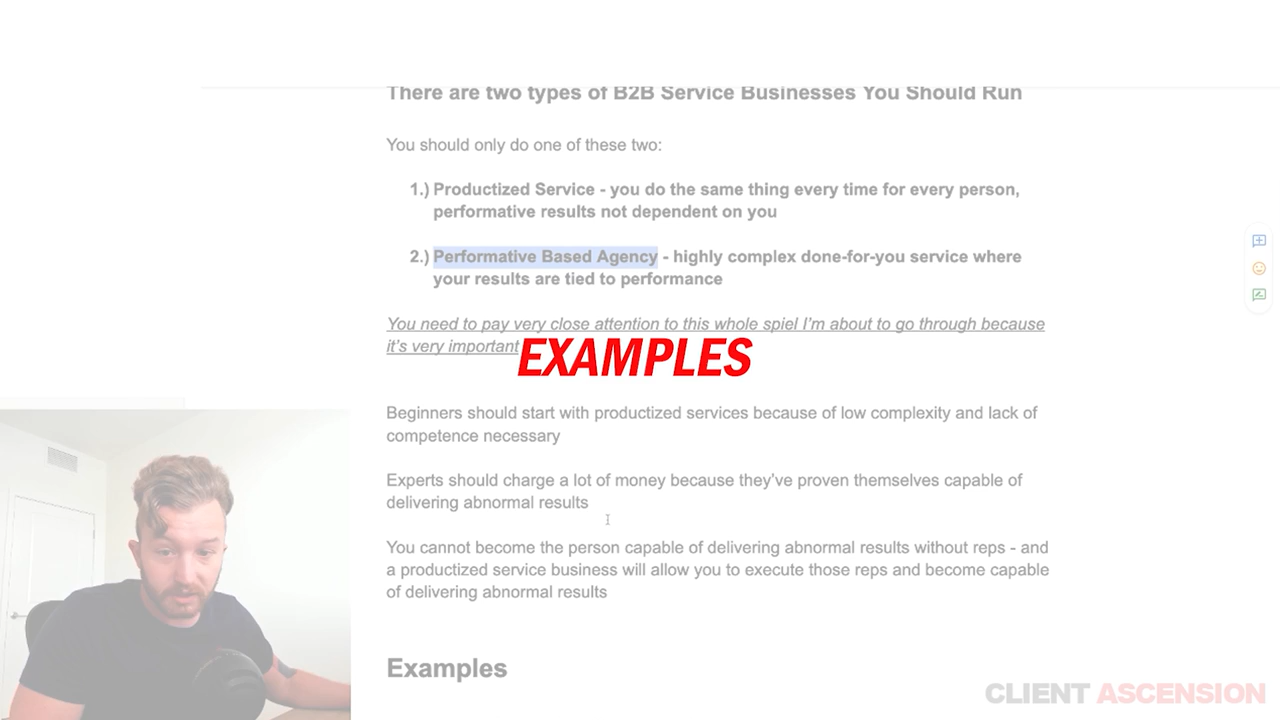 There are two types of B2B Service Businesses You Should Run
You should only do one of these two:
1.) Productized Service - you do the same thing every time for every person,
performative results not dependent on you
2.) Performative Based Agency - highly complex done-for-you service where
your results are tied to performance
You need to pay very close attention to this whole spiel I'm about to go through because
it's very important
EXAMPLES
Beginners should start with productized services because of low complexity and lack of
competence necessary
Experts should charge a lot of money because they've proven themselves capable of
delivering abnormal results
You cannot become the person capable of delivering abnormal results without reps - and
a productized service business will allow you to execute those reps and become capable
of delivering abnormal results
Examples
CLIENT ASCENSION